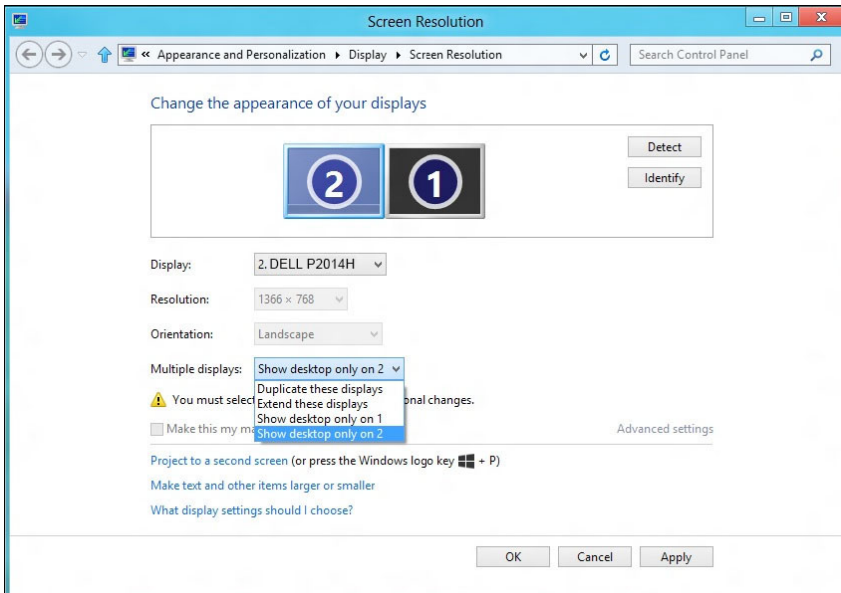 Screen Resolution
« Appearance and Personalization ▸ Display ▸ Screen Resolution
Search Control Panel
Change the appearance of your displays
2 1
Detect
Identify
Display: 2. DELL P2014H
Resolution: 1366 × 768
Orientation: Landscape
Multiple displays: Show desktop only on 2
Duplicate these displays
You must select onal changes.
Extend these displays
Show desktop only on 1
Make this my ma
Show desktop only on 2
Advanced settings
Project to a second screen (or press the Windows logo key + P)
Make text and other items larger or smaller
What display settings should I choose?
OK Cancel Apply